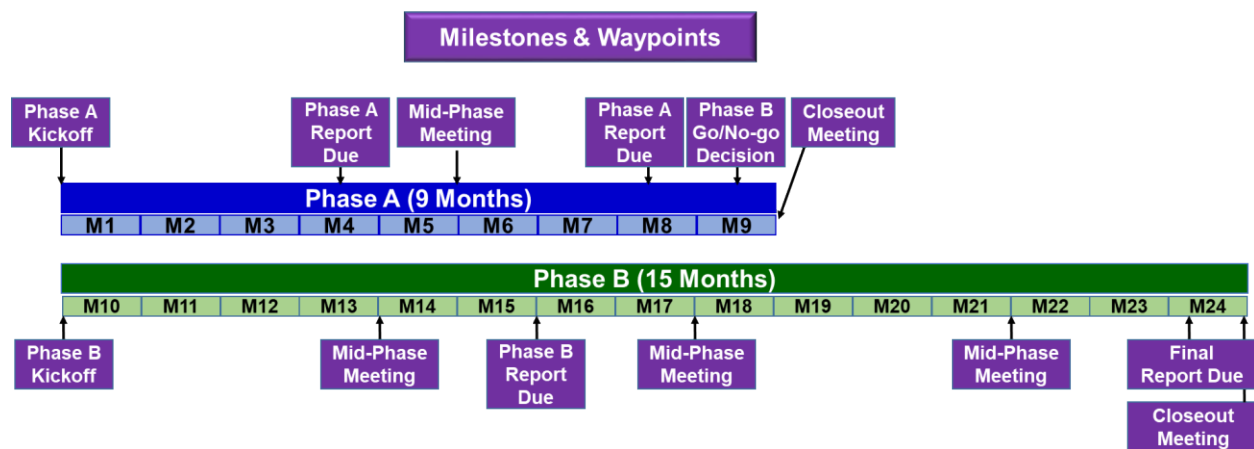 Milestones & Waypoints
Phase A
Kickoff
Phase A
Report
Due
Mid-Phase
Meeting
Phase A
Report
Due
Phase B
Go/No-go
Decision
Closeout
Meeting
Phase A (9 Months)
M1 M2 M3 M4 M5 M6 M7 M8 M9
Phase B (15 Months)
M10 M11 M12 M13 M14 M15 M16 M17 M18 M19 M20 M21 M22 M23 M24
Phase B
Kickoff
Mid-Phase
Meeting
Phase B
Report
Due
Mid-Phase
Meeting
Mid-Phase
Meeting
Final
Report Due
Closeout
Meeting